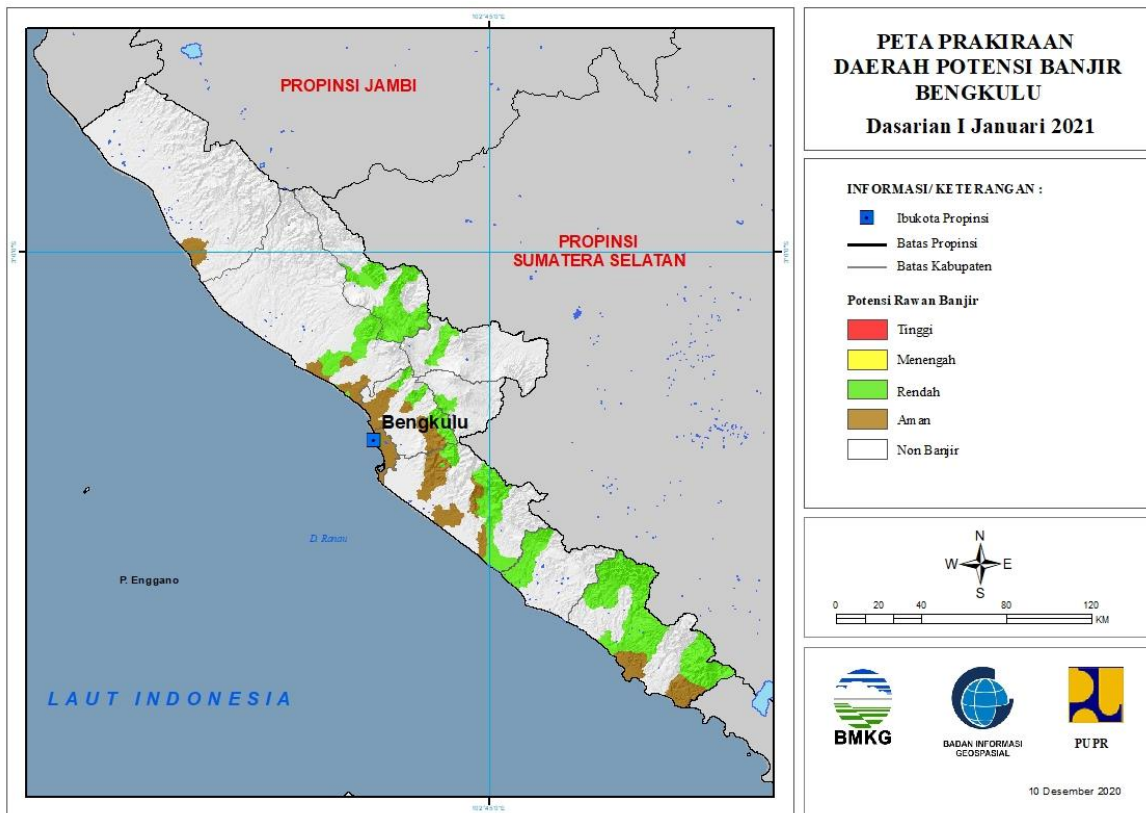 PETA PRAKIRAAN
DAERAH POTENSI BANJIR
BENGKULU
Dasarian I Januari 2021
INFORMASI/ KETERANGAN :
Ibukota Propinsi
Batas Propinsi
Batas Kabupaten
Potensi Rawan Banjir
Tinggi
Menengah
Rendah
Aman
Non Banjir
N
W E
S
0 20 40 80 120
KM
BMKG
BADAN INFORMASI
GEOSPASIAL
PUPR
10 Desember 2020
PROPINSI JAMBI
PROPINSI
SUMATERA SELATAN
Bengkulu
D. Ranau
P. Enggano
LAUT INDONESIA